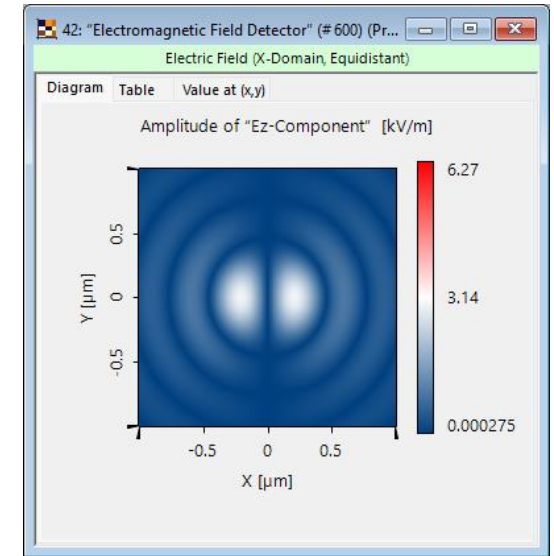 42: "Electromagnetic Field Detector" (# 600) (Pr...
Electric Field (X-Domain, Equidistant)
Diagram Table Value at (x,y)
Amplitude of "Ez-Component" [kV/m]
6.27
0.5
Y [µm]
0
3.14
-0.5
0.000275
-0.5 0 0.5
X [µm]